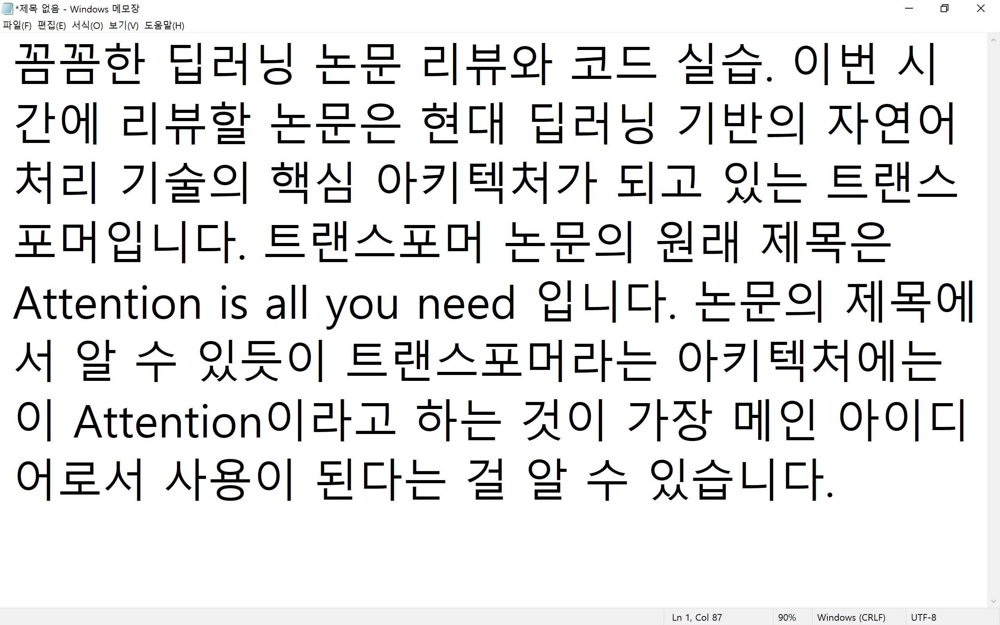 *제목 없음 - Windows 메모장
파일(F) 편집(E) 서식(O) 보기(V) 도움말(H)
꼼꼼한 딥러닝 논문 리뷰와 코드 실습. 이번 시
간에 리뷰할 논문은 현대 딥러닝 기반의 자연어
처리 기술의 핵심 아키텍처가 되고 있는 트랜스
포머입니다. 트랜스포머 논문의 원래 제목은
Attention is all you need 입니다. 논문의 제목에
서 알 수 있듯이 트랜스포머라는 아키텍처에는
이 Attention이라고 하는 것이 가장 메인 아이디
어로서 사용이 된다는 걸 알 수 있습니다.
Ln 1, Col 87 90% Windows (CRLF) UTF-8